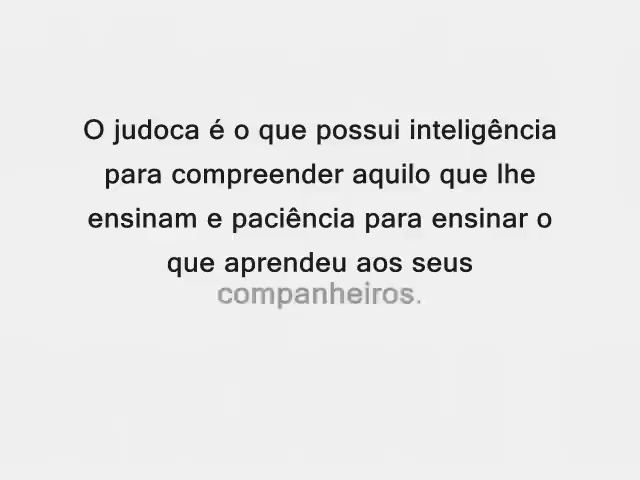 O judoca é o que possui inteligência
para compreender aquilo que lhe
ensinam e paciência para ensinar o
que aprendeu aos seus
companheiros.